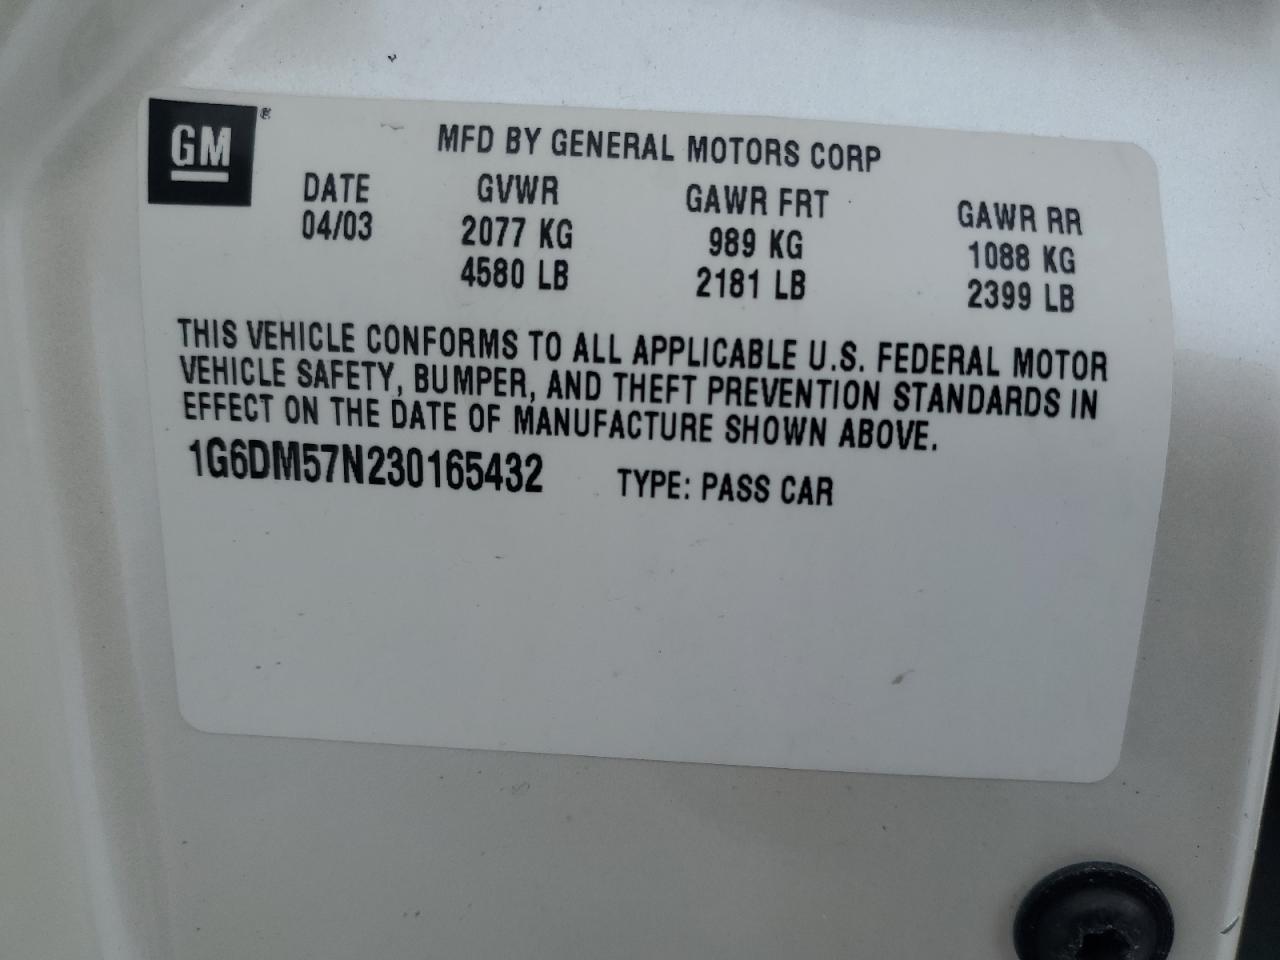 GM ®
MFD BY GENERAL MOTORS CORP
DATE GVWR GAWR FRT GAWR RR
04/03 2077 KG 989 KG 1088 KG
4580 LB 2181 LB 2399 LB
THIS VEHICLE CONFORMS TO ALL APPLICABLE U.S. FEDERAL MOTOR
VEHICLE SAFETY, BUMPER, AND THEFT PREVENTION STANDARDS IN
EFFECT ON THE DATE OF MANUFACTURE SHOWN ABOVE.
1G6DM57N230165432 TYPE: PASS CAR